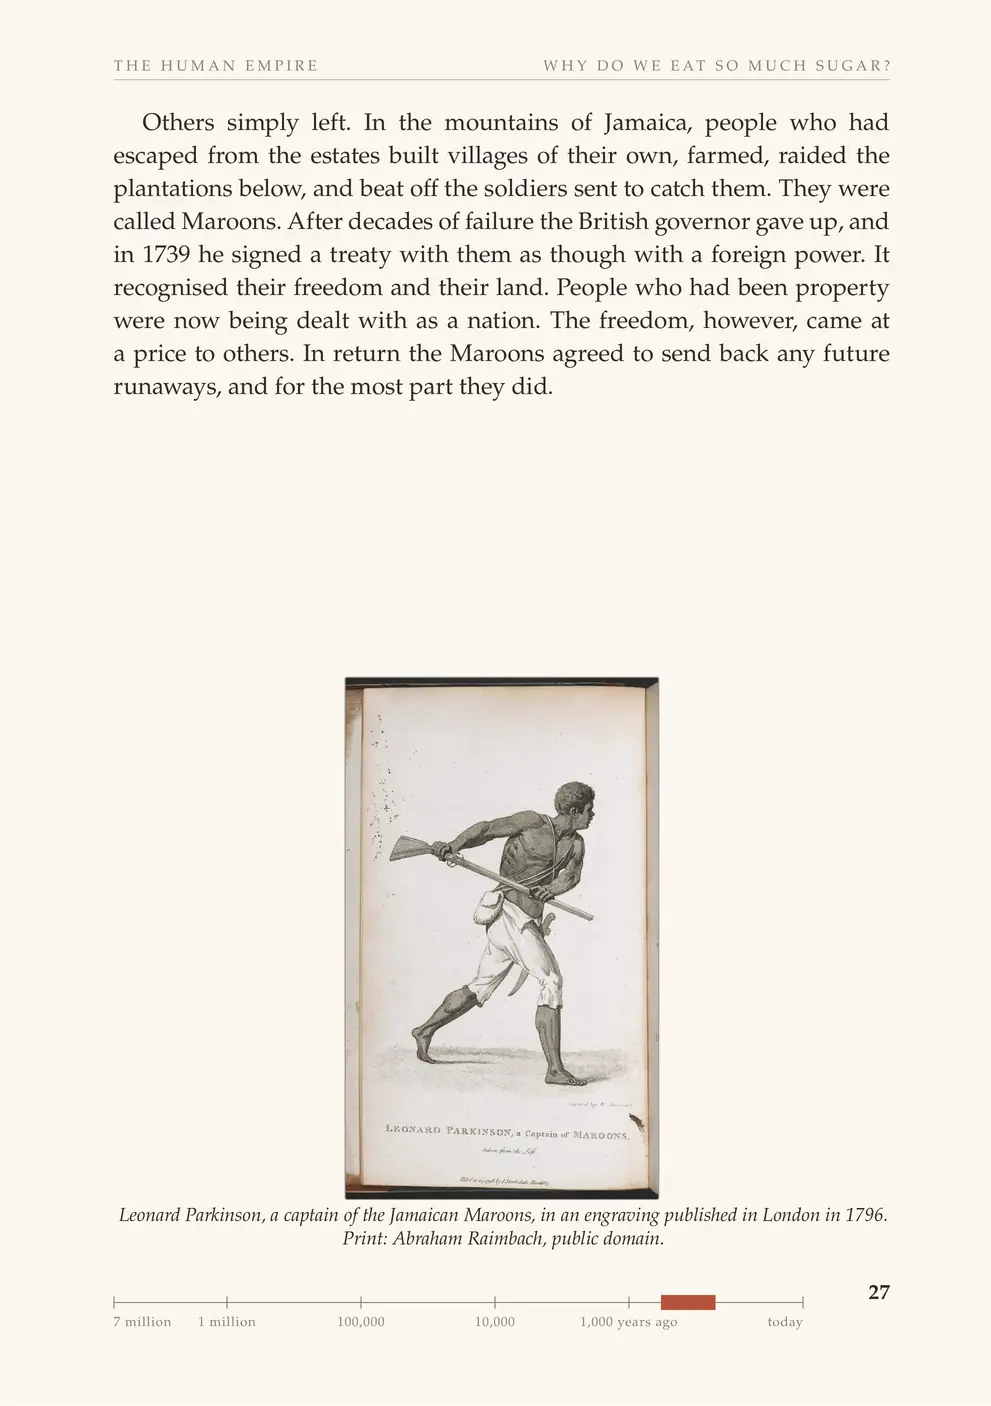 THE HUMAN EMPIRE
WHY DO WE EAT SO MUCH SUGAR?
Others simply left. In the mountains of Jamaica, people who had
escaped from the estates built villages of their own, farmed, raided the
plantations below, and beat off the soldiers sent to catch them. They were
called Maroons. After decades of failure the British governor gave up, and
in 1739 he signed a treaty with them as though with a foreign power. It
recognised their freedom and their land. People who had been property
were now being dealt with as a nation. The freedom, however, came at
a price to others. In return the Maroons agreed to send back any future
runaways, and for the most part they did.
LEONARD PARKINSON, a Captain of MAROONS.
taken from the Life
Leonard Parkinson, a captain of the Jamaican Maroons, in an engraving published in London in 1796.
Print: Abraham Raimbach, public domain.
27
7 million 1 million 100,000 10,000 1,000 years ago today